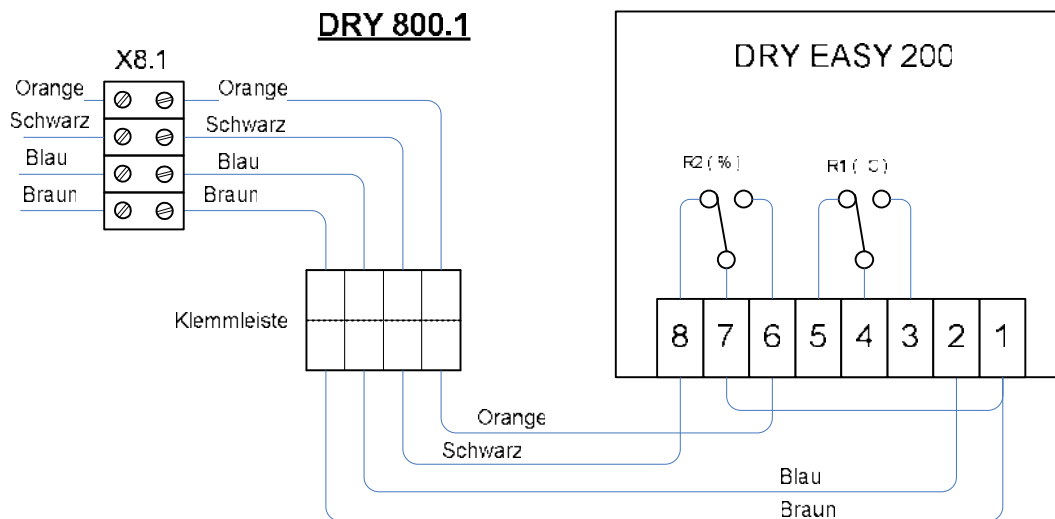 DRY 800.1
DRY EASY 200
X8.1
Orange
Orange
Schwarz
Schwarz
Blau
Blau
Braun
Braun
R2 ( % )
R1 ( C )
Klemmleiste
8 7 6 5 4 3 2 1
Orange
Schwarz
Blau
Braun